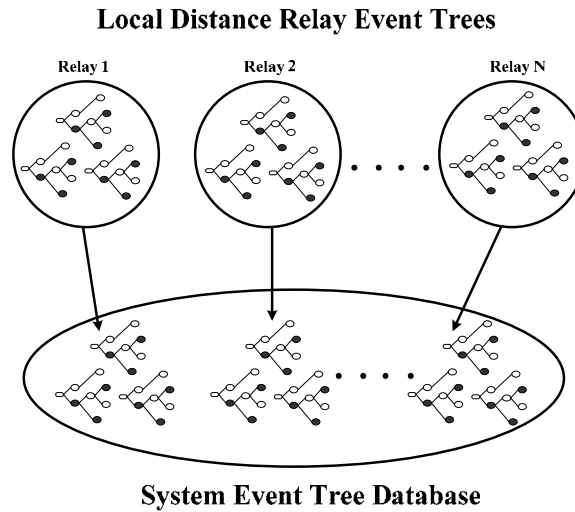 Local Distance Relay Event Trees
Relay 1
Relay 2
Relay N
System Event Tree Database